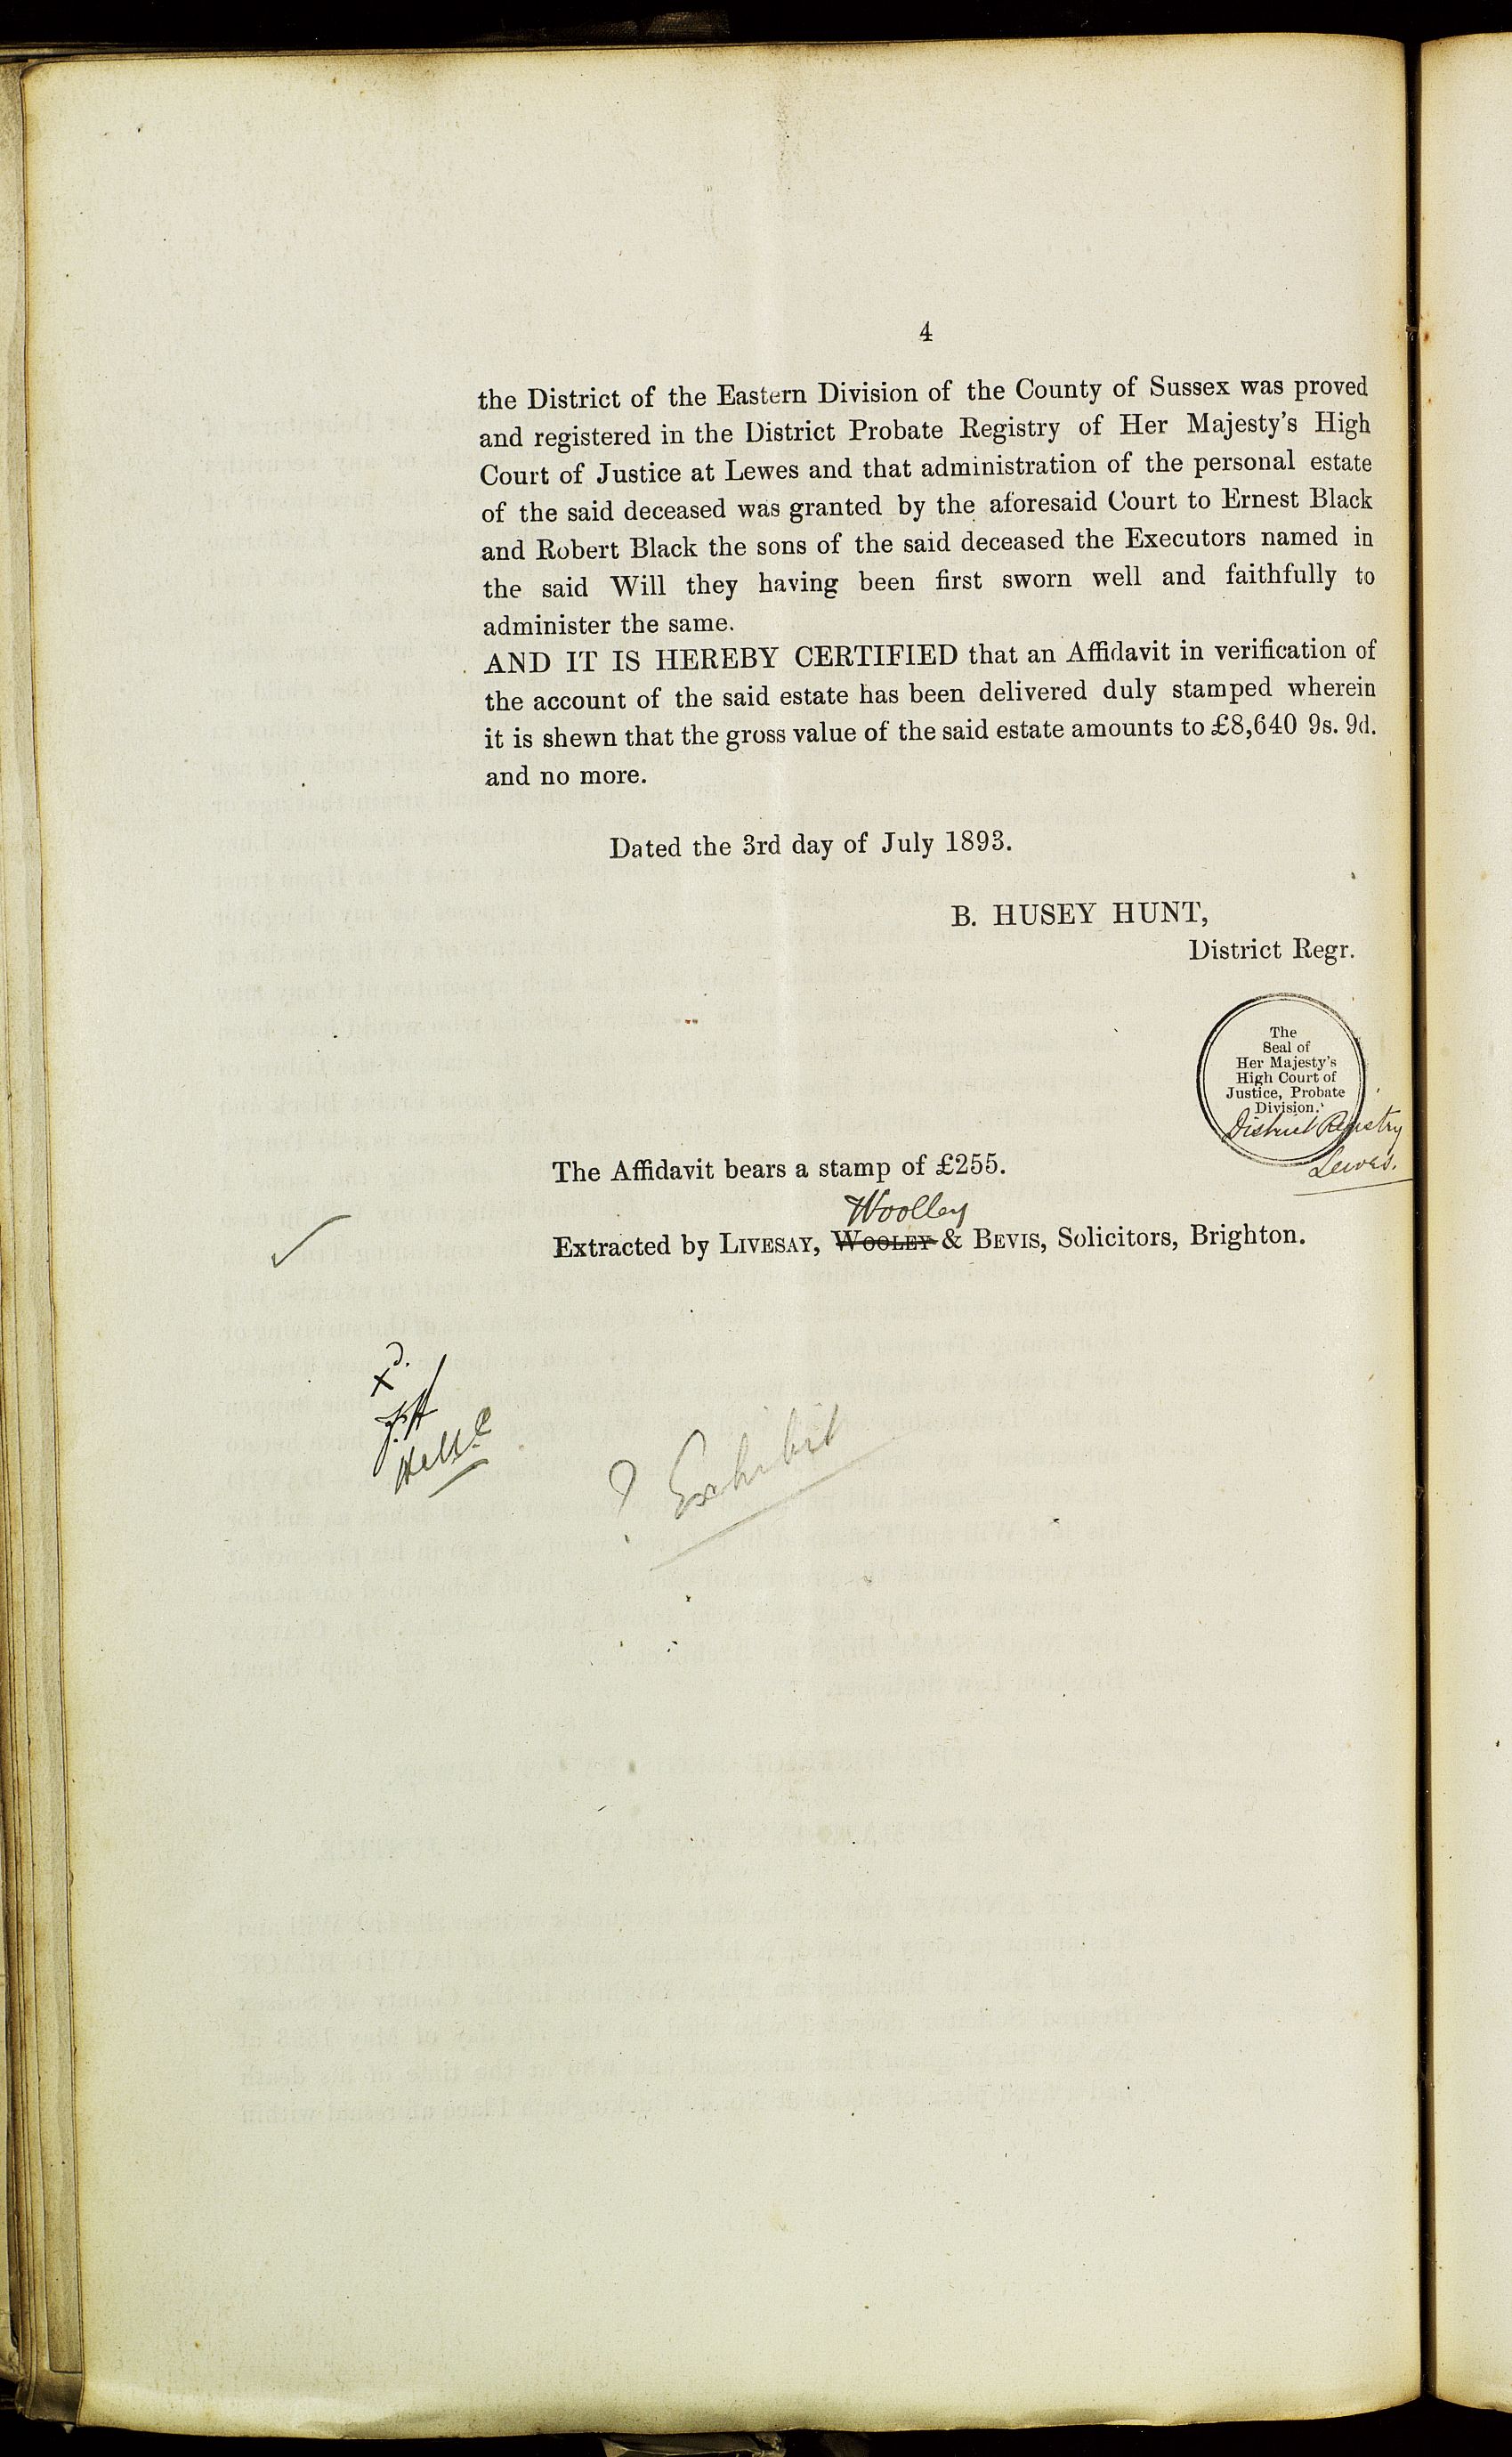 4
the District of the Eastern Division of the County of Sussex was proved
and registered in the District Probate Registry of Her Majesty's High
Court of Justice at Lewes and that administration of the personal estate
of the said deceased was granted by the aforesaid Court to Ernest Black
and Robert Black the sons of the said deceased the Executors named in
the said Will they having been first sworn well and faithfully to
administer the same.
AND IT IS HEREBY CERTIFIED that an Affidavit in verification of
the account of the said estate has been delivered duly stamped wherein
it is shewn that the gross value of the said estate amounts to £8,640 9s. 9d.
and no more.
Dated the 3rd day of July 1893.
B. HUSEY HUNT,
District Regr.
The
Seal of
Her Majesty's
High Court of
Justice, Probate
Division.
District Registry
Lewes.
The Affidavit bears a stamp of £255.
Woolley
Extracted by LIVESAY, WOOLEY & BEVIS, Solicitors, Brighton.
? Exhibit